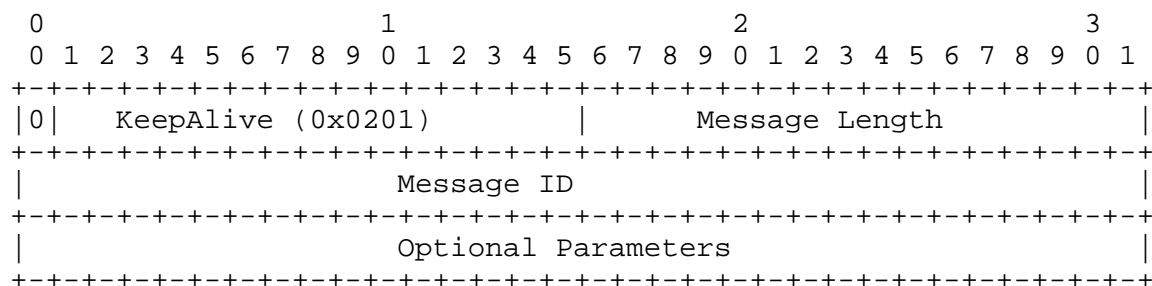 0                   1                   2                   3
 0 1 2 3 4 5 6 7 8 9 0 1 2 3 4 5 6 7 8 9 0 1 2 3 4 5 6 7 8 9 0 1
+-+-+-+-+-+-+-+-+-+-+-+-+-+-+-+-+-+-+-+-+-+-+-+-+-+-+-+-+-+-+-+-+
|0|   KeepAlive (0x0201)        |      Message Length           |
+-+-+-+-+-+-+-+-+-+-+-+-+-+-+-+-+-+-+-+-+-+-+-+-+-+-+-+-+-+-+-+-+
|                     Message ID                                |
+-+-+-+-+-+-+-+-+-+-+-+-+-+-+-+-+-+-+-+-+-+-+-+-+-+-+-+-+-+-+-+-+
|                     Optional Parameters                       |
+-+-+-+-+-+-+-+-+-+-+-+-+-+-+-+-+-+-+-+-+-+-+-+-+-+-+-+-+-+-+-+-+